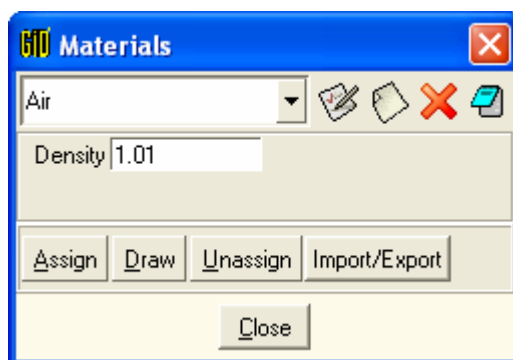 GiD Materials
Air
Density 1.01
Assign Draw Unassign Import/Export
Close